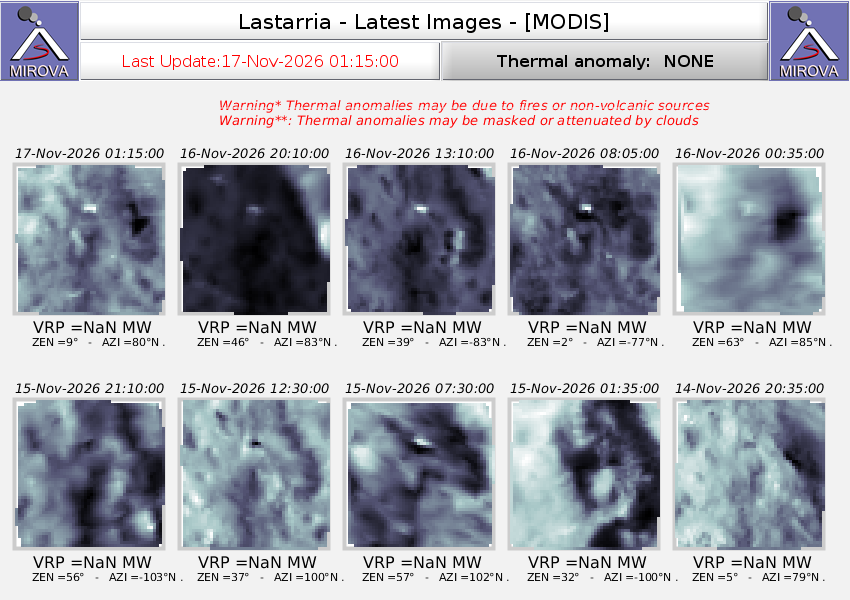 Lastarria - Latest Images - [MODIS]
MIROVA
Last Update:17-Nov-2026 01:15:00
Thermal anomaly: NONE
MIROVA
Warning* Thermal anomalies may be due to fires or non-volcanic sources
Warning**: Thermal anomalies may be masked or attenuated by clouds
17-Nov-2026 01:15:00
16-Nov-2026 20:10:00
16-Nov-2026 13:10:00
16-Nov-2026 08:05:00
16-Nov-2026 00:35:00
VRP =NaN MW
VRP =NaN MW
VRP =NaN MW
VRP =NaN MW
VRP =NaN MW
ZEN =9° - AZI =80°N .
ZEN =46° - AZI =83°N .
ZEN =39° - AZI =-83°N .
ZEN =2° - AZI =-77°N .
ZEN =63° - AZI =85°N .
15-Nov-2026 21:10:00
15-Nov-2026 12:30:00
15-Nov-2026 07:30:00
15-Nov-2026 01:35:00
14-Nov-2026 20:35:00
VRP =NaN MW
VRP =NaN MW
VRP =NaN MW
VRP =NaN MW
VRP =NaN MW
ZEN =56° - AZI =-103°N .
ZEN =37° - AZI =100°N .
ZEN =57° - AZI =102°N .
ZEN =32° - AZI =-100°N .
ZEN =5° - AZI =79°N .